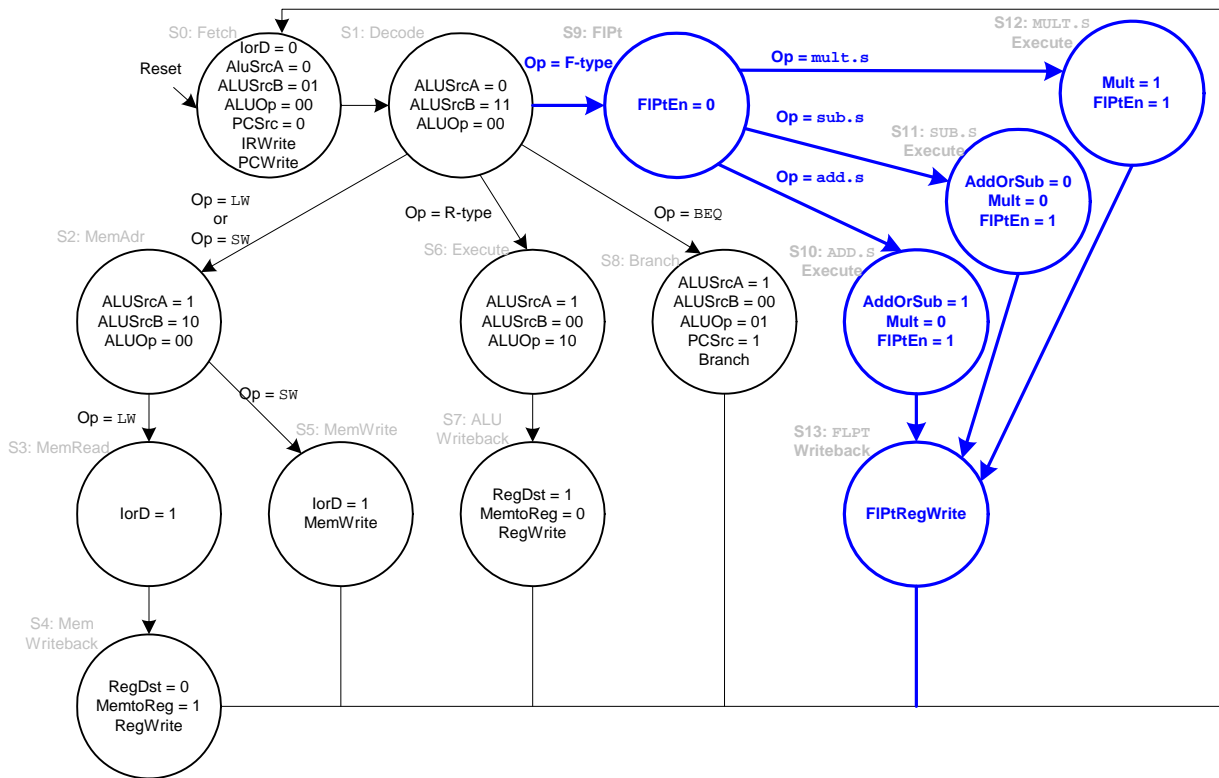 S0: Fetch
S1: Decode
S9: FlPt
S12: MULT.S
Execute
Reset
IorD = 0
AluSrcA = 0
ALUSrcB = 01
ALUOp = 00
PCSrc = 0
IRWrite
PCWrite
ALUSrcA = 0
ALUSrcB = 11
ALUOp = 00
Op = F-type
FlPtEn = 0
Op = mult.s
Mult = 1
FlPtEn = 1
Op = sub.s
S11: SUB.S
Execute
AddOrSub = 0
Mult = 0
FlPtEn = 1
Op = add.s
Op = LW
or
Op = SW
Op = R-type
Op = BEQ
S2: MemAdr
S6: Execute
S8: Branch
S10: ADD.S
Execute
ALUSrcA = 1
ALUSrcB = 10
ALUOp = 00
ALUSrcA = 1
ALUSrcB = 00
ALUOp = 10
ALUSrcA = 1
ALUSrcB = 00
ALUOp = 01
PCSrc = 1
Branch
AddOrSub = 1
Mult = 0
FlPtEn = 1
Op = LW
Op = SW
S3: MemRead
S5: MemWrite
S7: ALU
Writeback
S13: FLPT
Writeback
IorD = 1
IorD = 1
MemWrite
RegDst = 1
MemtoReg = 0
RegWrite
FlPtRegWrite
S4: Mem
Writeback
RegDst = 0
MemtoReg = 1
RegWrite